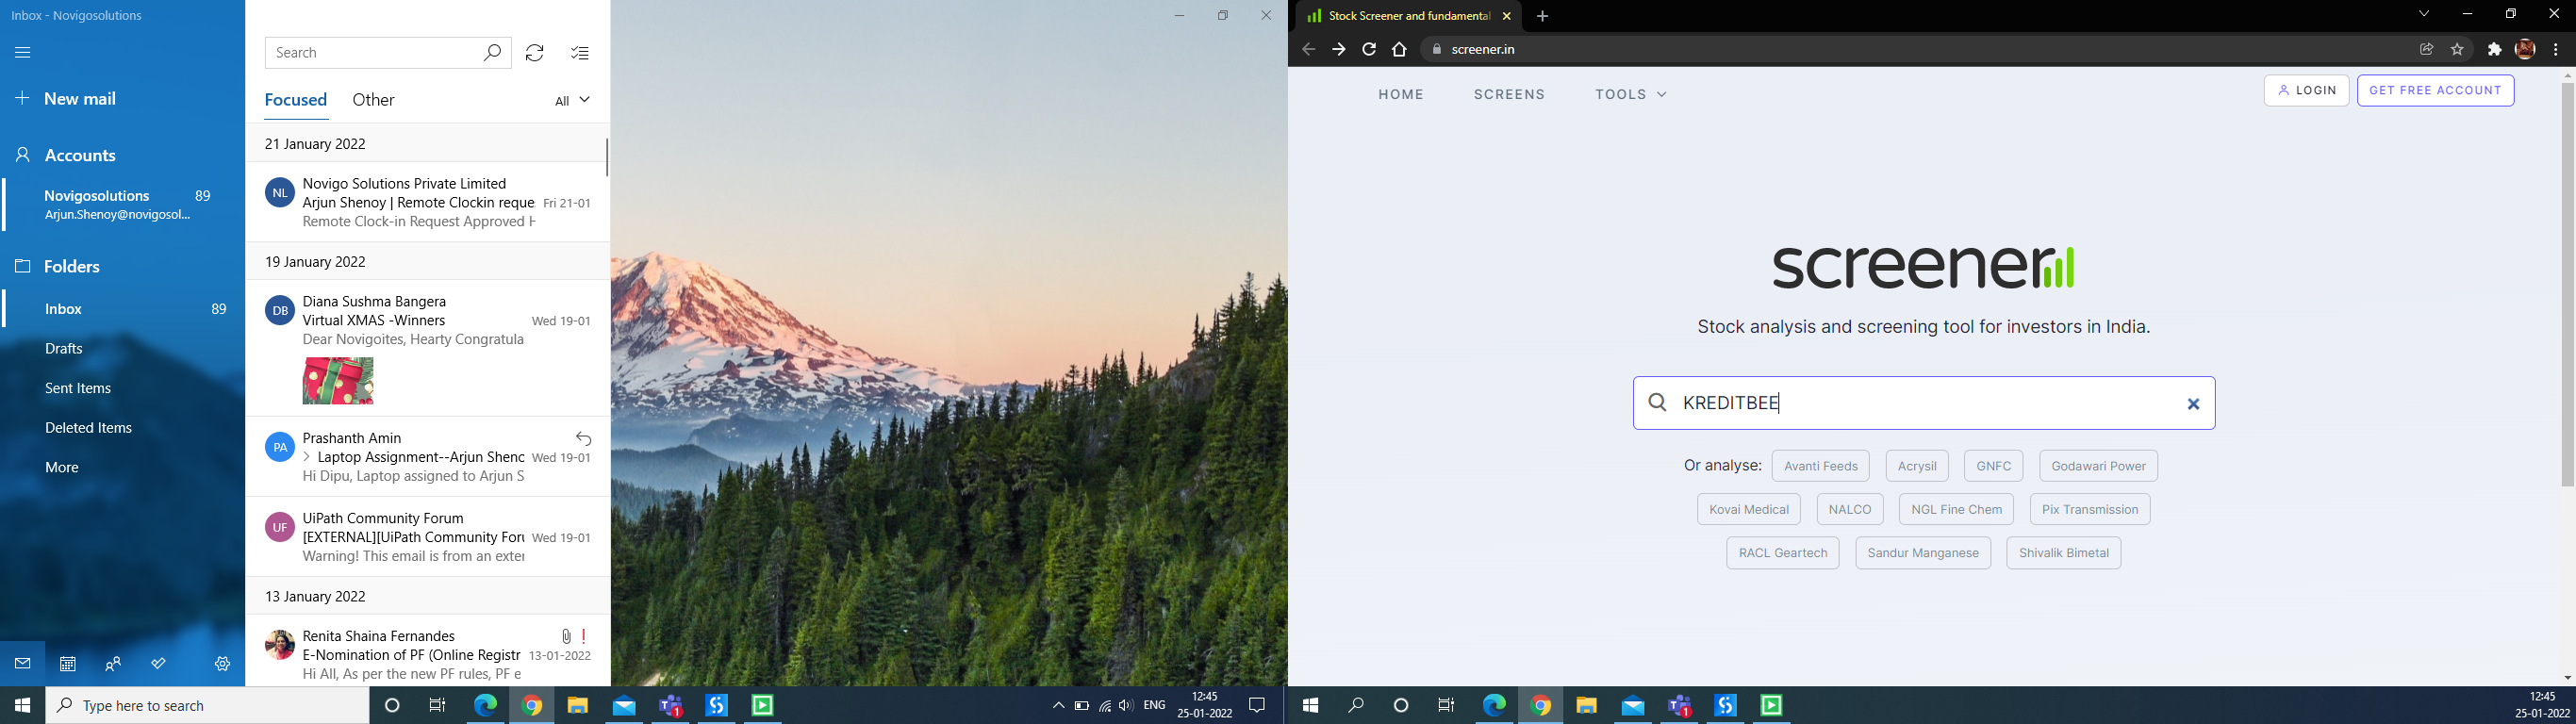 Inbox - Novigosolutions
New mail
Accounts
Novigosolutions 89
Arjun.Shenoy@novigosol...
Folders
Inbox 89
Drafts
Sent Items
Deleted Items
More
Search
Focused Other All
21 January 2022
NL
Novigo Solutions Private Limited
Arjun Shenoy | Remote Clockin reque Fri 21-01
Remote Clock-in Request Approved H
19 January 2022
DB
Diana Sushma Bangera
Virtual XMAS -Winners Wed 19-01
Dear Novigoites, Hearty Congratula
PA
Prashanth Amin
Laptop Assignment--Arjun Shenc Wed 19-01
Hi Dipu, Laptop assigned to Arjun S
UF
UiPath Community Forum
[EXTERNAL][UiPath Community Foru Wed 19-01
Warning! This email is from an exter
13 January 2022
Renita Shaina Fernandes
E-Nomination of PF (Online Registr 13-01-2022
Hi All, As per the new PF rules, PF e
Type here to search
1
ENG
12:45
25-01-2022
Stock Screener and fundamental
screener.in
HOME SCREENS TOOLS LOGIN GET FREE ACCOUNT
screener
Stock analysis and screening tool for investors in India.
KREDITBEE
Or analyse: Avanti Feeds Acrysil GNFC Godawari Power
Kovai Medical NALCO NGL Fine Chem Pix Transmission
RACL Geartech Sandur Manganese Shivalik Bimetal
1
12:45
25-01-2022